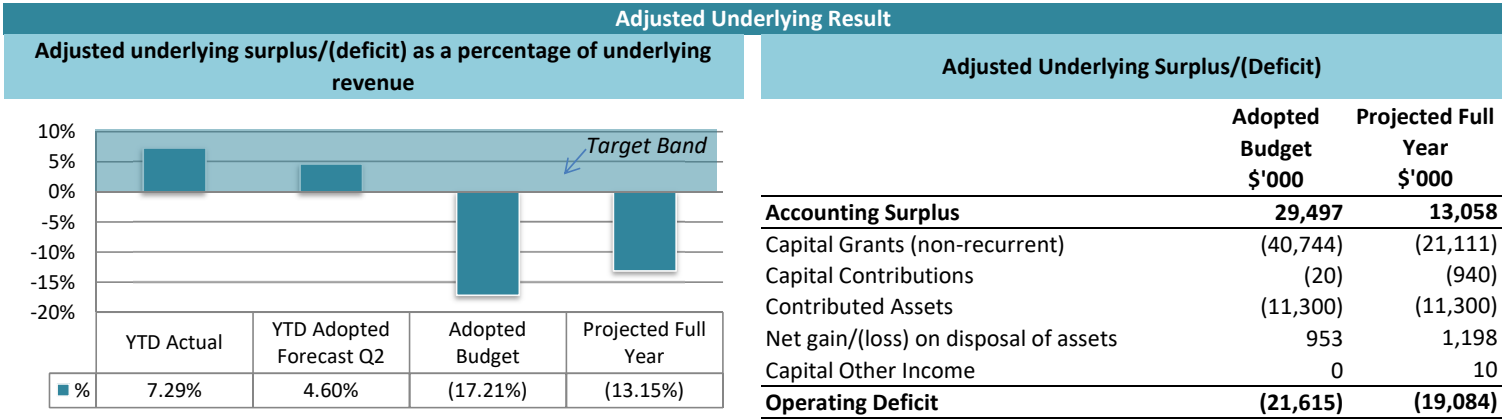 Adjusted Underlying Result
Adjusted underlying surplus/(deficit) as a percentage of underlying
revenue
10%
5%
0%
-5%
-10%
-15%
-20%
Target Band
YTD Actual YTD Adopted Adopted Projected Full
Forecast Q2 Budget Year
% 7.29% 4.60% (17.21%) (13.15%)
Adjusted Underlying Surplus/(Deficit)
Adopted Projected Full
Budget Year
$'000 $'000
Accounting Surplus 29,497 13,058
Capital Grants (non-recurrent) (40,744) (21,111)
Capital Contributions (20) (940)
Contributed Assets (11,300) (11,300)
Net gain/(loss) on disposal of assets 953 1,198
Capital Other Income 0 10
Operating Deficit (21,615) (19,084)